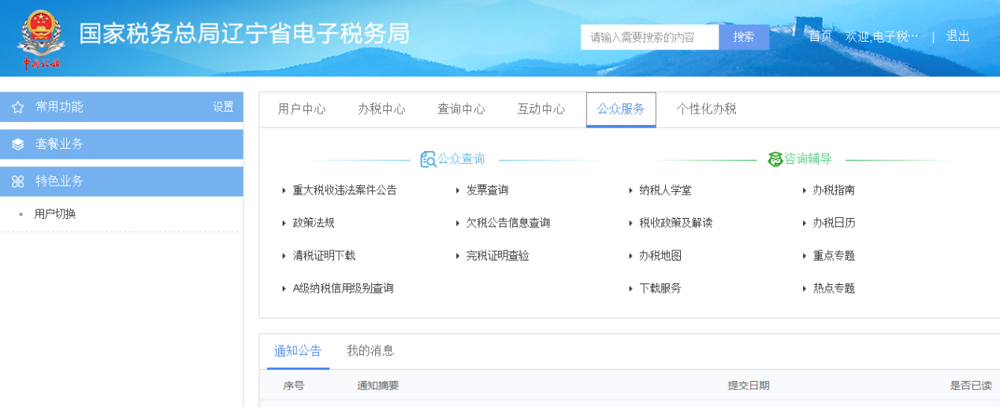 国家税务总局辽宁省电子税务局
请输入需要搜索的内容 搜索 首页 欢迎,电子税… | 退出
中国税务
常用功能 设置
套餐业务
特色业务
用户切换
用户中心 办税中心 查询中心 互动中心 公众服务 个性化办税
公众查询 咨询辅导
重大税收违法案件公告 发票查询 纳税人学堂 办税指南
政策法规 欠税公告信息查询 税收政策及解读 办税日历
清税证明下载 完税证明查验 办税地图 重点专题
A级纳税信用级别查询 下载服务 热点专题
通知公告 我的消息
序号 通知摘要 提交日期 是否已读